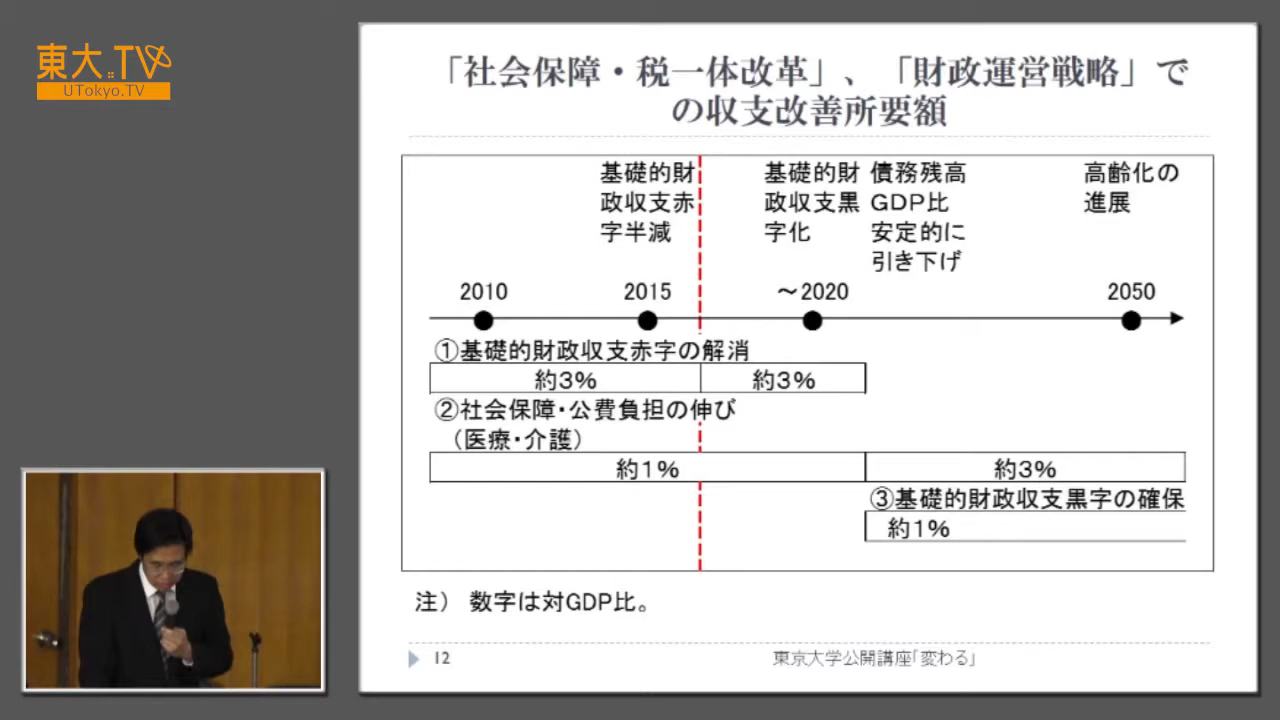 東大.TV
UTokyo.TV
「社会保障・税一体改革」、「財政運営戦略」で
の収支改善所要額
基礎的財
政収支赤
字半減
基礎的財
政収支黒
字化
債務残高
GDP比
安定的に
引き下げ
高齢化の
進展
2010
2015
～2020
2050
①基礎的財政収支赤字の解消
約3%
約3%
②社会保障・公費負担の伸び
（医療・介護）
約1%
約3%
③基礎的財政収支黒字の確保
約1%
注） 数字は対GDP比。
12
東京大学公開講座「変わる」